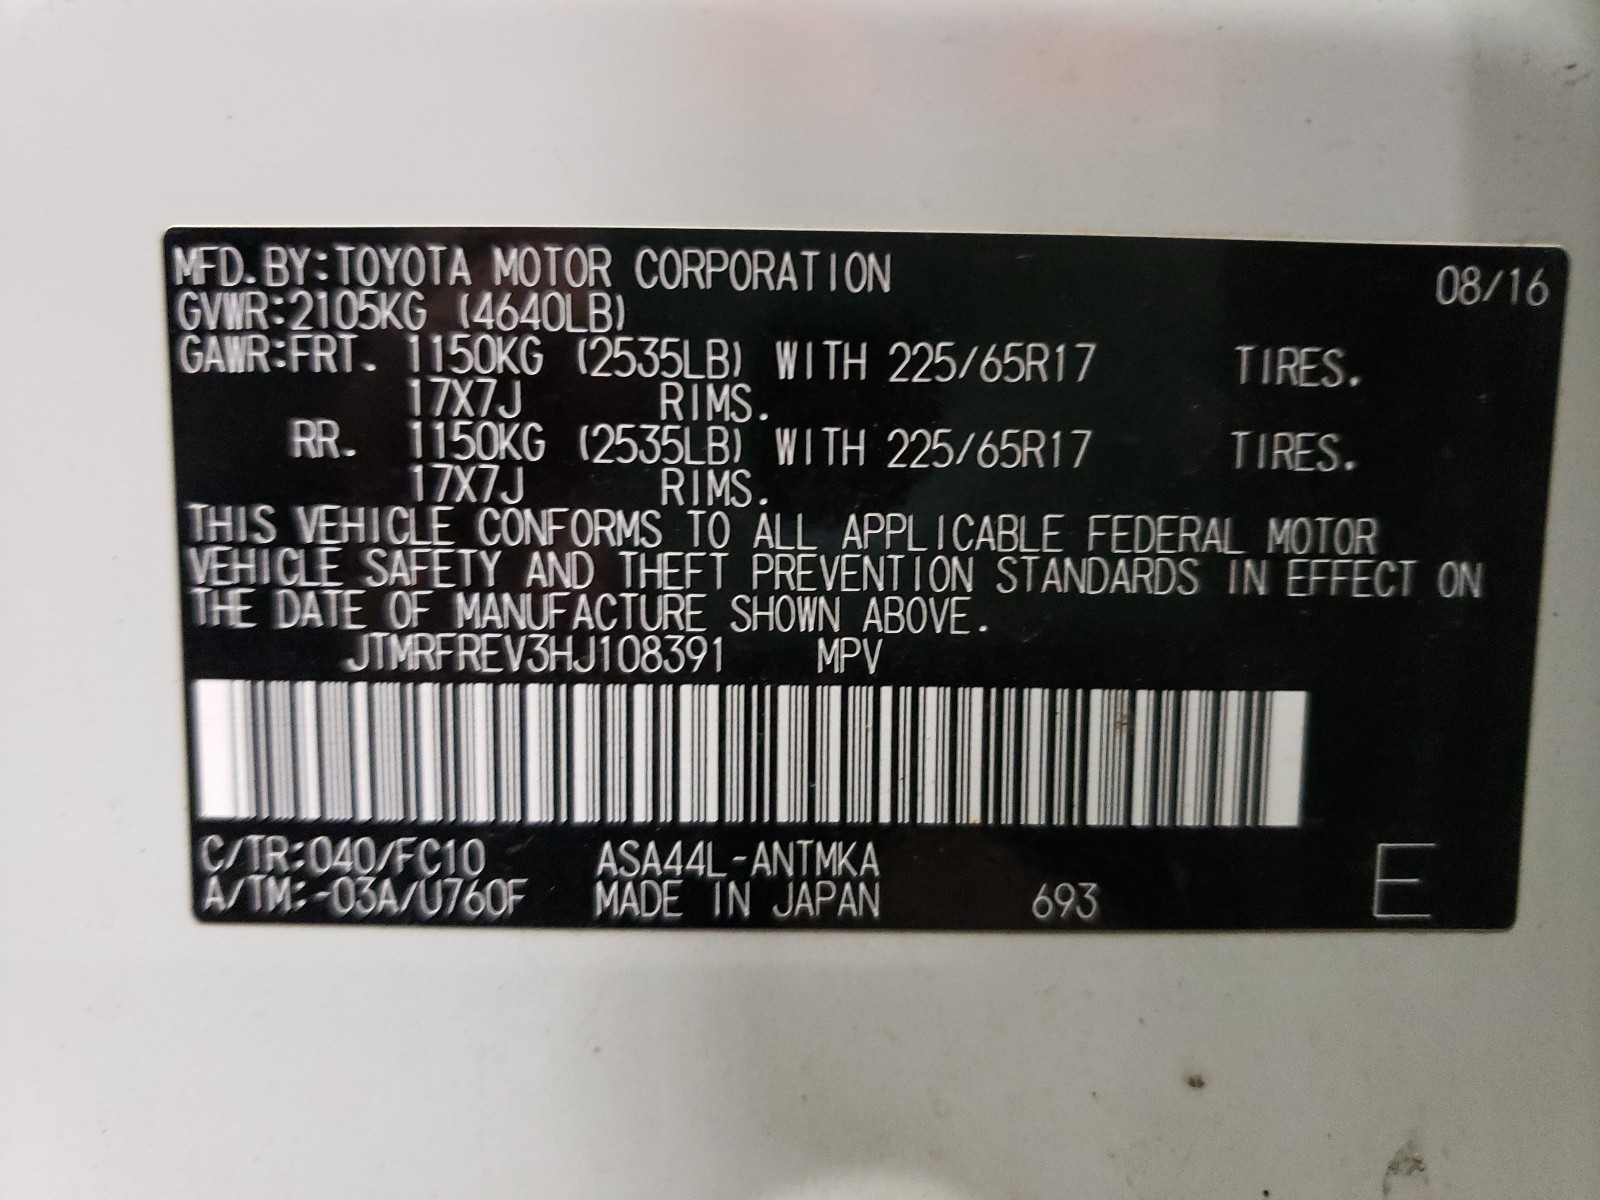 MFD.BY:TOYOTA MOTOR CORPORATION 08/16
GVWR:2105KG (4640LB)
GAWR:FRT. 1150KG (2535LB) WITH 225/65R17 TIRES.
17X7J RIMS.
RR. 1150KG (2535LB) WITH 225/65R17 TIRES.
17X7J RIMS.
THIS VEHICLE CONFORMS TO ALL APPLICABLE FEDERAL MOTOR
VEHICLE SAFETY AND THEFT PREVENTION STANDARDS IN EFFECT ON
THE DATE OF MANUFACTURE SHOWN ABOVE.
JTMRFREV3HJ108391 MPV
C/TR:040/FC10 ASA44L-ANTMKA
A/TM:-03A/U760F MADE IN JAPAN 693 E